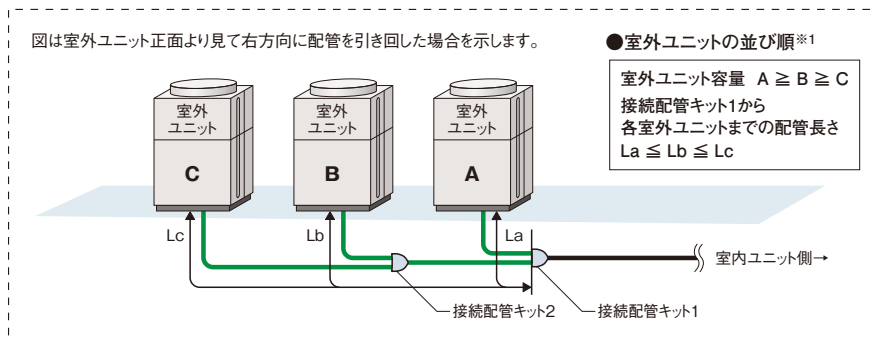 図は室外ユニット正面より見て右方向に配管を引き回した場合を示します。
●室外ユニットの並び順※1
室外ユニット容量 A ≧ B ≧ C
接続配管キット1から
各室外ユニットまでの配管長さ
La ≦ Lb ≦ Lc
室外
ユニット
C
室外
ユニット
B
室外
ユニット
A
Lc
Lb
La
室内ユニット側→
接続配管キット2
接続配管キット1